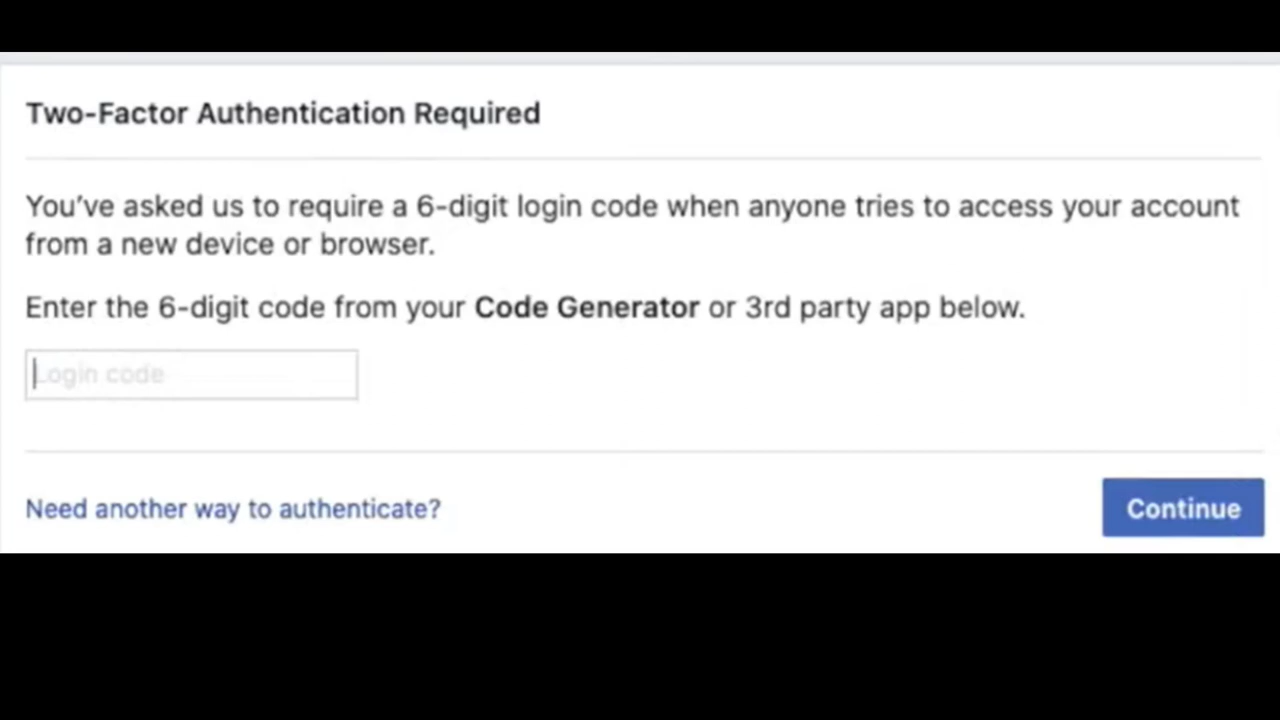 Two-Factor Authentication Required
You've asked us to require a 6-digit login code when anyone tries to access your account
from a new device or browser.
Enter the 6-digit code from your Code Generator or 3rd party app below.
Login code
Need another way to authenticate?
Continue